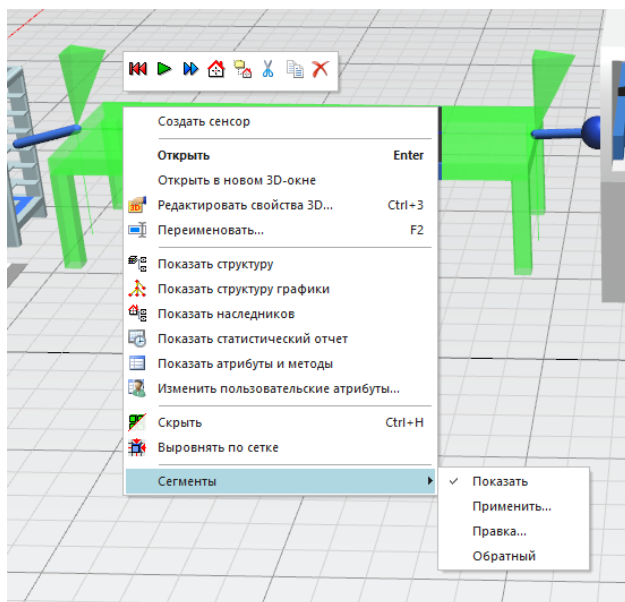 Создать сенсор
Открыть Enter
Открыть в новом 3D-окне
Редактировать свойства 3D... Ctrl+3
Переименовать... F2
Показать структуру
Показать структуру графики
Показать наследников
Показать статистический отчет
Показать атрибуты и методы
Изменить пользовательские атрибуты...
Скрыть Ctrl+H
Выровнять по сетке
Сегменты
Показать
Применить...
Правка...
Обратный